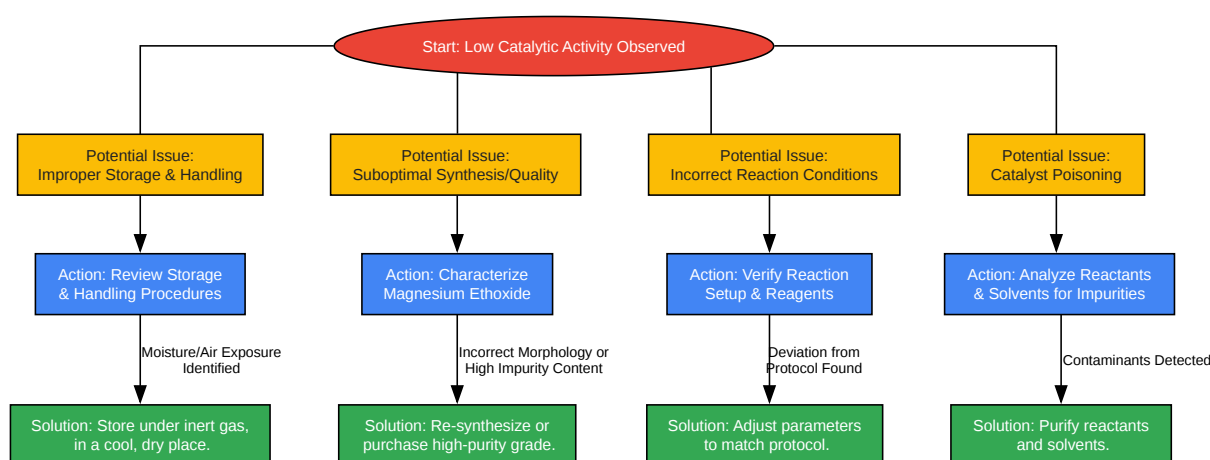 Start: Low Catalytic Activity Observed
Potential Issue:
Improper Storage & Handling
Potential Issue:
Suboptimal Synthesis/Quality
Potential Issue:
Incorrect Reaction Conditions
Potential Issue:
Catalyst Poisoning
Action: Review Storage
& Handling Procedures
Action: Characterize
Magnesium Ethoxide
Action: Verify Reaction
Setup & Reagents
Action: Analyze Reactants
& Solvents for Impurities
Moisture/Air Exposure
Identified
Incorrect Morphology or
High Impurity Content
Deviation from
Protocol Found
Contaminants Detected
Solution: Store under inert gas,
in a cool, dry place.
Solution: Re-synthesize or
purchase high-purity grade.
Solution: Adjust parameters
to match protocol.
Solution: Purify reactants
and solvents.